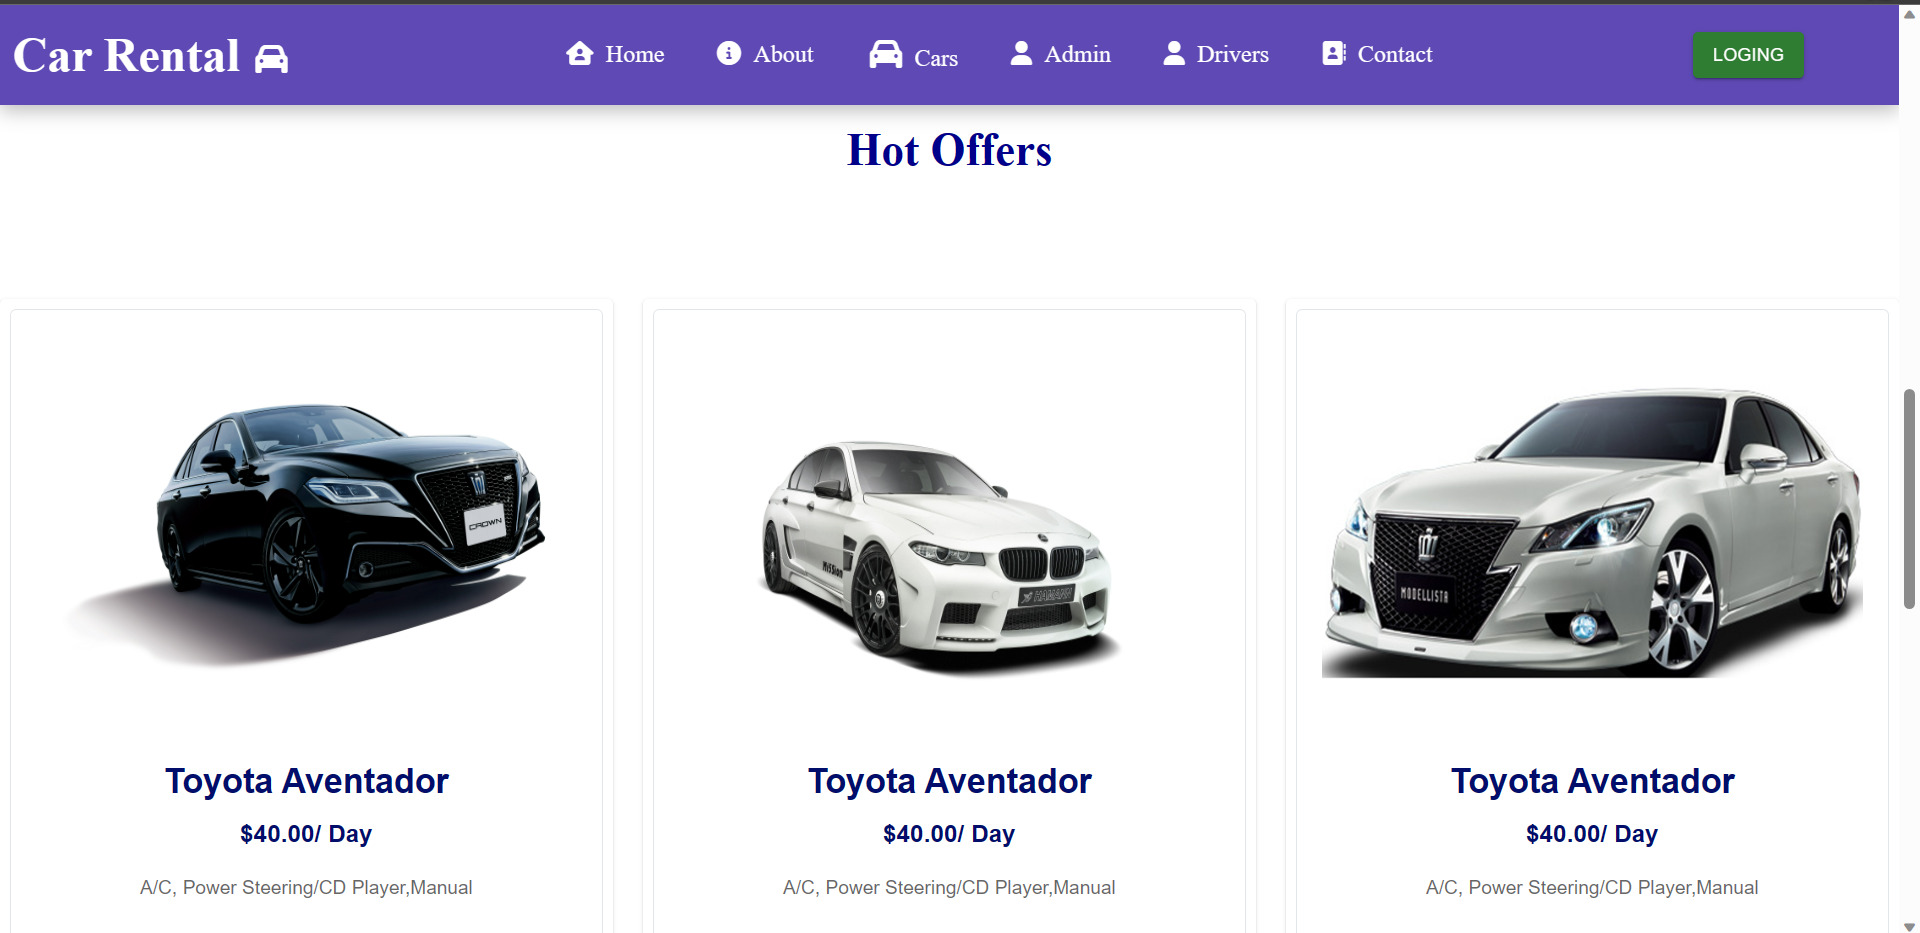 Car Rental
Home
About
Cars
Admin
Drivers
Contact
LOGING
Hot Offers
CROWN
M5Sion
HAMANN
MODELLISTA
Toyota Aventador
$40.00/ Day
A/C, Power Steering/CD Player,Manual
Toyota Aventador
$40.00/ Day
A/C, Power Steering/CD Player,Manual
Toyota Aventador
$40.00/ Day
A/C, Power Steering/CD Player,Manual